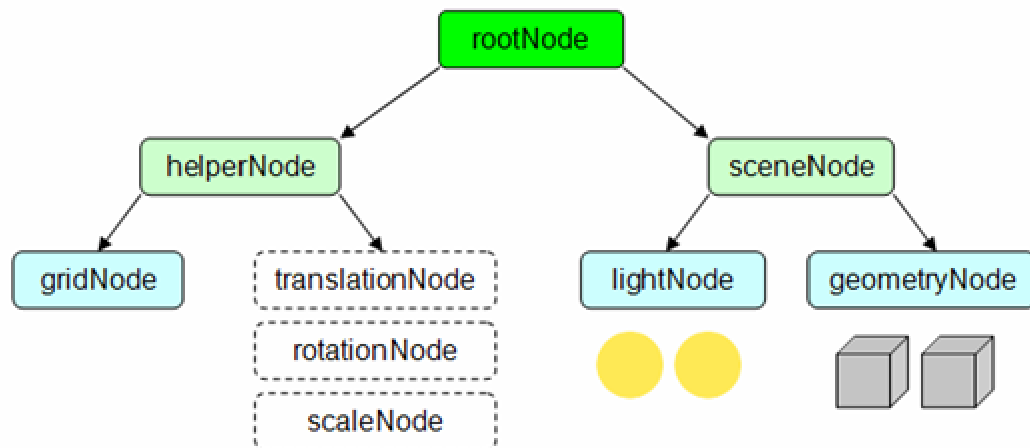 rootNode
helperNode
sceneNode
gridNode
translationNode
lightNode
geometryNode
rotationNode
scaleNode